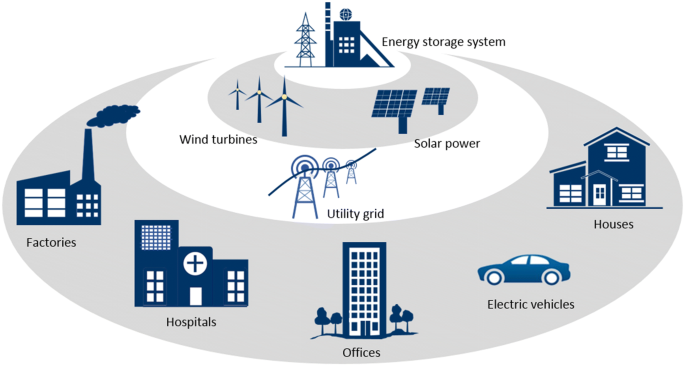 Energy storage system
Wind turbines
Solar power
Utility grid
Factories
Houses
Hospitals
Electric vehicles
Offices